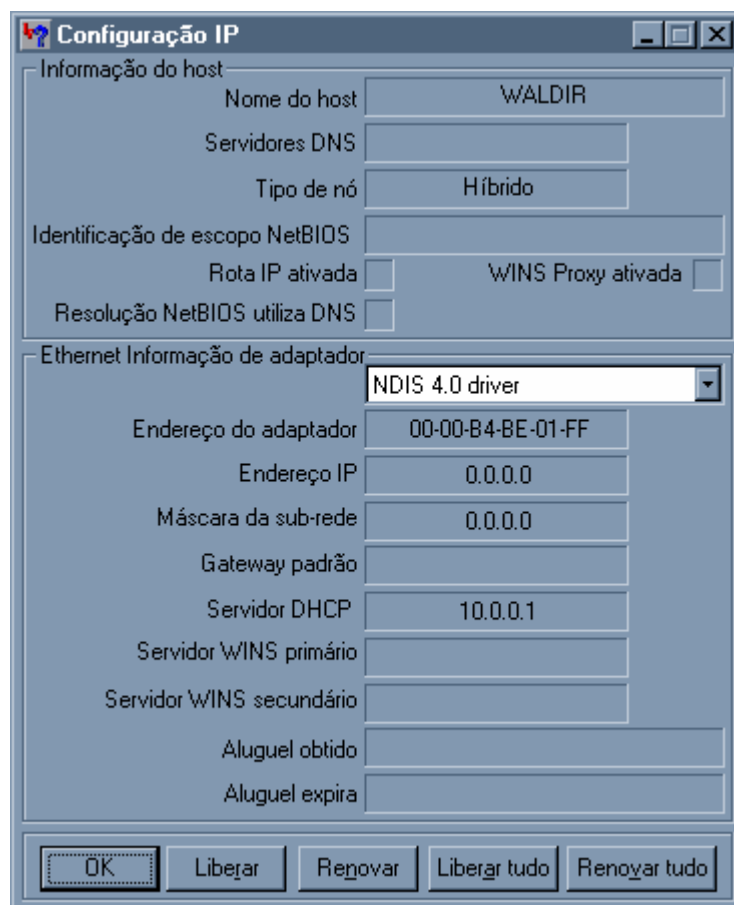 Configuração IP
Informação do host
Nome do host WALDIR
Servidores DNS
Tipo de nó Híbrido
Identificação de escopo NetBIOS
Rota IP ativada WINS Proxy ativada
Resolução NetBIOS utiliza DNS
Ethernet Informação de adaptador
NDIS 4.0 driver
Endereço do adaptador 00-00-B4-BE-01-FF
Endereço IP 0.0.0.0
Máscara da sub-rede 0.0.0.0
Gateway padrão
Servidor DHCP 10.0.0.1
Servidor WINS primário
Servidor WINS secundário
Aluguel obtido
Aluguel expira
OK Liberar Renovar Liberar tudo Renovar tudo